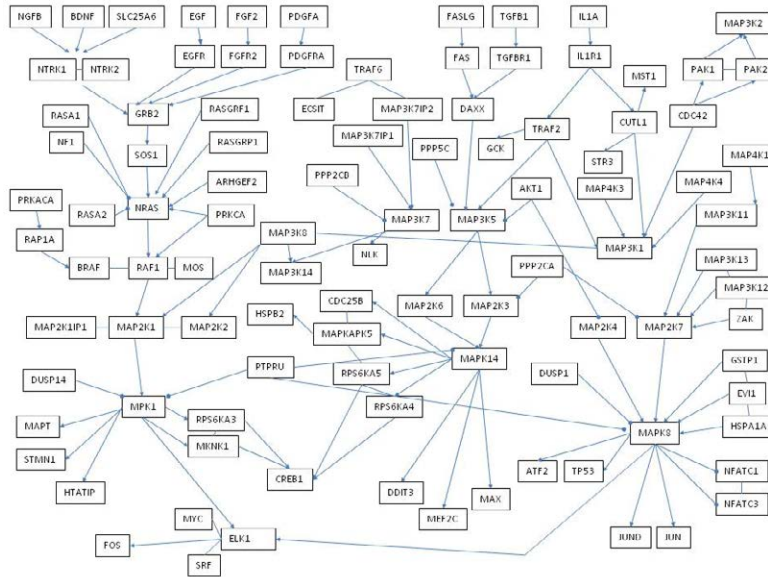 NGFB BDNF SLC25A6 EGF FGF2 PDGFA FASLG TGFB1 IL1A
MAP3K2
EGFR FGFR2 PDGFRA FAS TGFBR1 IL1R1
NTRK1 NTRK2 TRAF6 MST1 PAK1 PAK2
RASA1 GRB2 RASGRF1 ECSIT MAP3K7IP2 DAXX CDC42
NF1 MAP3K7IP1 TRAF2 CUTL1
SOS1 RASGRP1 PPP5C GCK STR3 MAP4K1
PPP2CB AKT1 MAP4K3 MAP4K4
PRKACA ARHGEF2
RASA2 NRAS PRKCA MAP3K7 MAP3K5 MAP3K11
RAP1A MAP3K8 NLK MAP3K1
BRAF RAF1 MOS MAP3K14 PPP2CA MAP3K13
MAP3K12
HSPB2 CDC25B MAP2K6 MAP2K3 ZAK
MAP2K1IP1 MAP2K1 MAP2K2 MAPKAPK5 MAP2K4 MAP2K7
PTPRU RPS6KA5 MAPK14 DUSP1 GSTP1
DUSP14 EVI1
MPK1 RPS6KA3 RPS6KA4 HSPA1A
MAPT MKNK1 MAPK8
STMN1 CREB1 ATF2 TP53 NFATC1
HTATIP DDIT3 MAX NFATC3
MYC MEF2C
FOS ELK1 JUND JUN
SRF